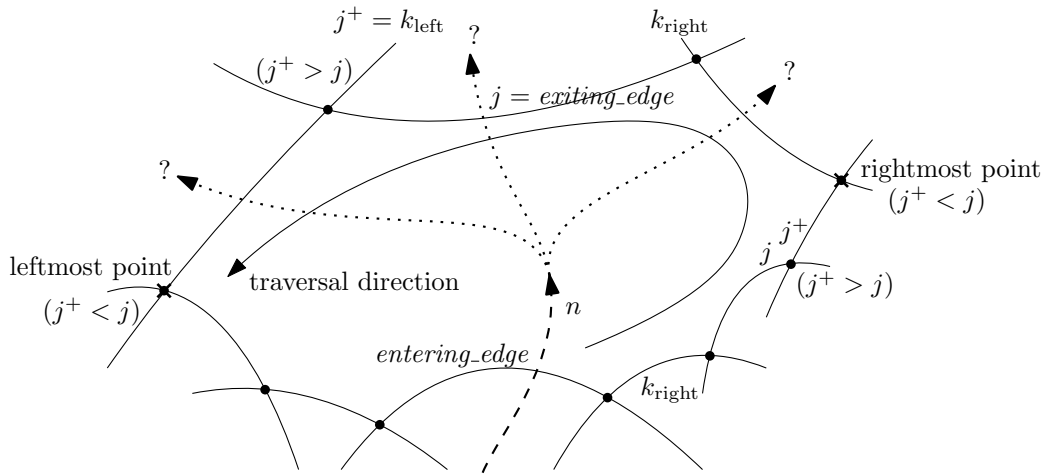 j⁺ = k_left
k_right
?
(j⁺ > j)
?
j = exiting_edge
?
rightmost point
(j⁺ < j)
j⁺
j
leftmost point
traversal direction
(j⁺ > j)
(j⁺ < j)
n
entering_edge
k_right